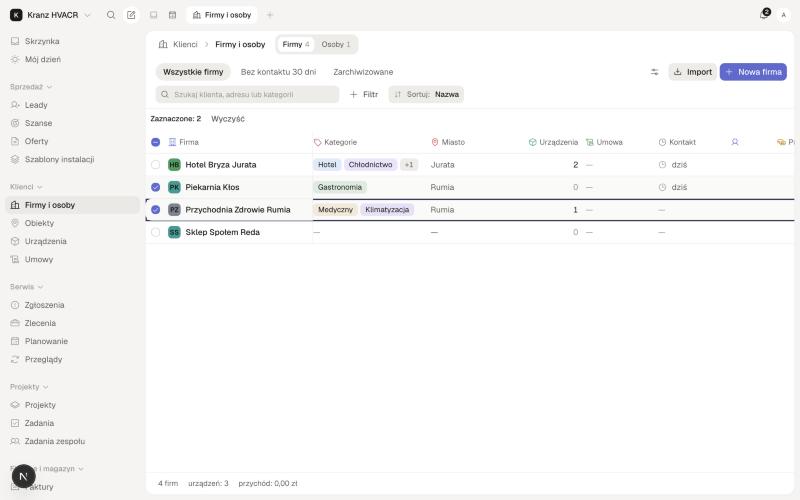 K Kranz HVACR
Firmy i osoby
2
A
Skrzynka
Mój dzień
Sprzedaż
Leady
Szanse
Oferty
Szablony instalacji
Klienci
Firmy i osoby
Obiekty
Urządzenia
Umowy
Serwis
Zgłoszenia
Zlecenia
Planowanie
Przeglądy
Projekty
Projekty
Zadania
Zadania zespołu
i magazyn
N
Klienci Firmy i osoby Firmy 4 Osoby 1
Wszystkie firmy Bez kontaktu 30 dni Zarchiwizowane Import Nowa firma
Szukaj klienta, adresu lub kategorii Filtr Sortuj: Nazwa
Zaznaczone: 2 Wyczyść
Firma Kategorie Miasto Urządzenia Umowa Kontakt
HB Hotel Bryza Jurata Hotel Chłodnictwo +1 Jurata 2 — dziś
PK Piekarnia Kłos Gastronomia Rumia 0 — dziś
PZ Przychodnia Zdrowie Rumia Medyczny Klimatyzacja Rumia 1 — —
SS Sklep Społem Reda — — 0 — —
4 firm urządzeń: 3 przychód: 0,00 zł